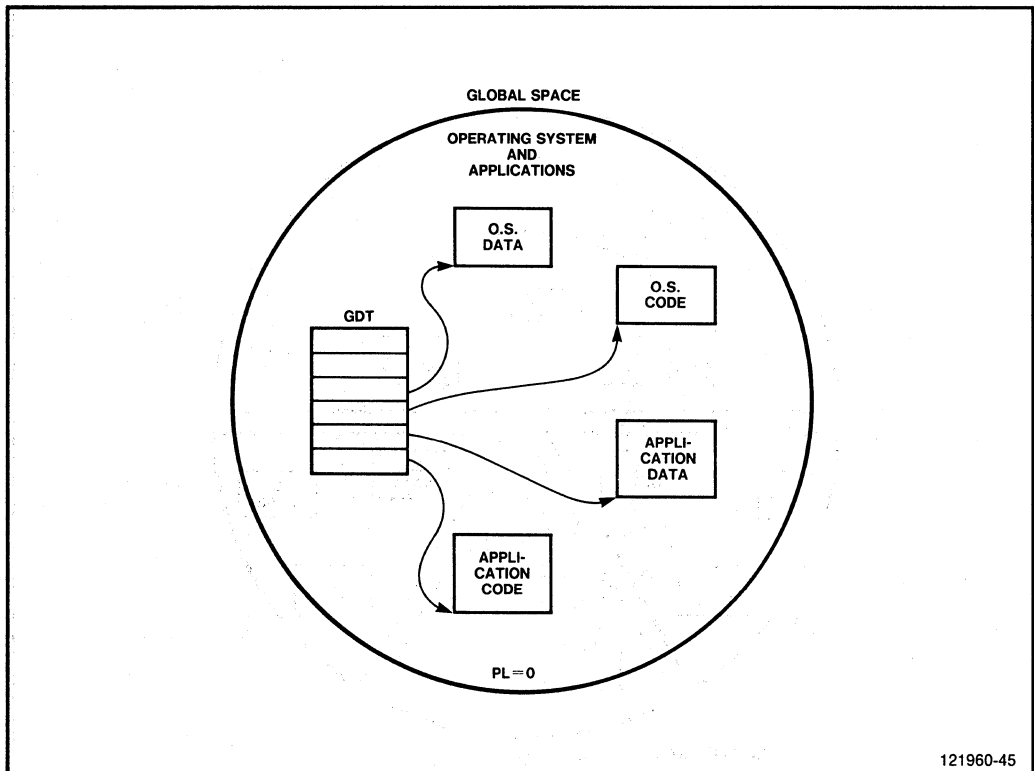 GLOBAL SPACE
OPERATING SYSTEM
AND
APPLICATIONS
O.S.
DATA
O.S.
CODE
GDT
APPLI-
CATION
DATA
APPLI-
CATION
CODE
PL=0
121960-45